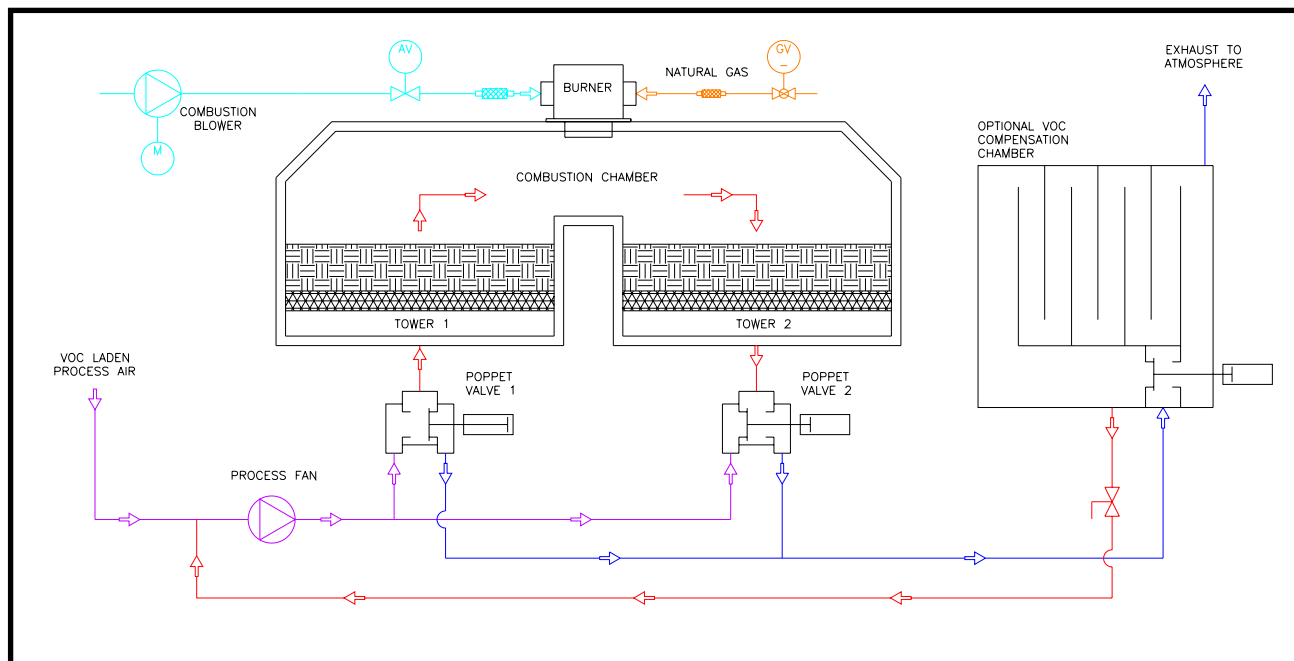 AV
GV
EXHAUST TO
ATMOSPHERE
NATURAL GAS
BURNER
COMBUSTION
BLOWER
M
OPTIONAL VOC
COMPENSATION
CHAMBER
COMBUSTION CHAMBER
TOWER 1
TOWER 2
VOC LADEN
PROCESS AIR
POPPET
VALVE 1
POPPET
VALVE 2
PROCESS FAN